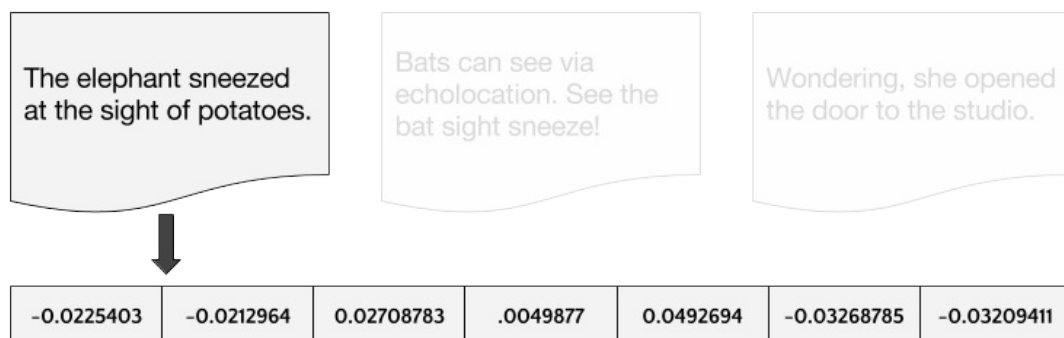 The elephant sneezed
at the sight of potatoes.
Bats can see via
echolocation. See the
bat sight sneeze!
Wondering, she opened
the door to the studio.
-0.0225403 -0.0212964 0.02708783 .0049877 0.0492694 -0.03268785 -0.03209411